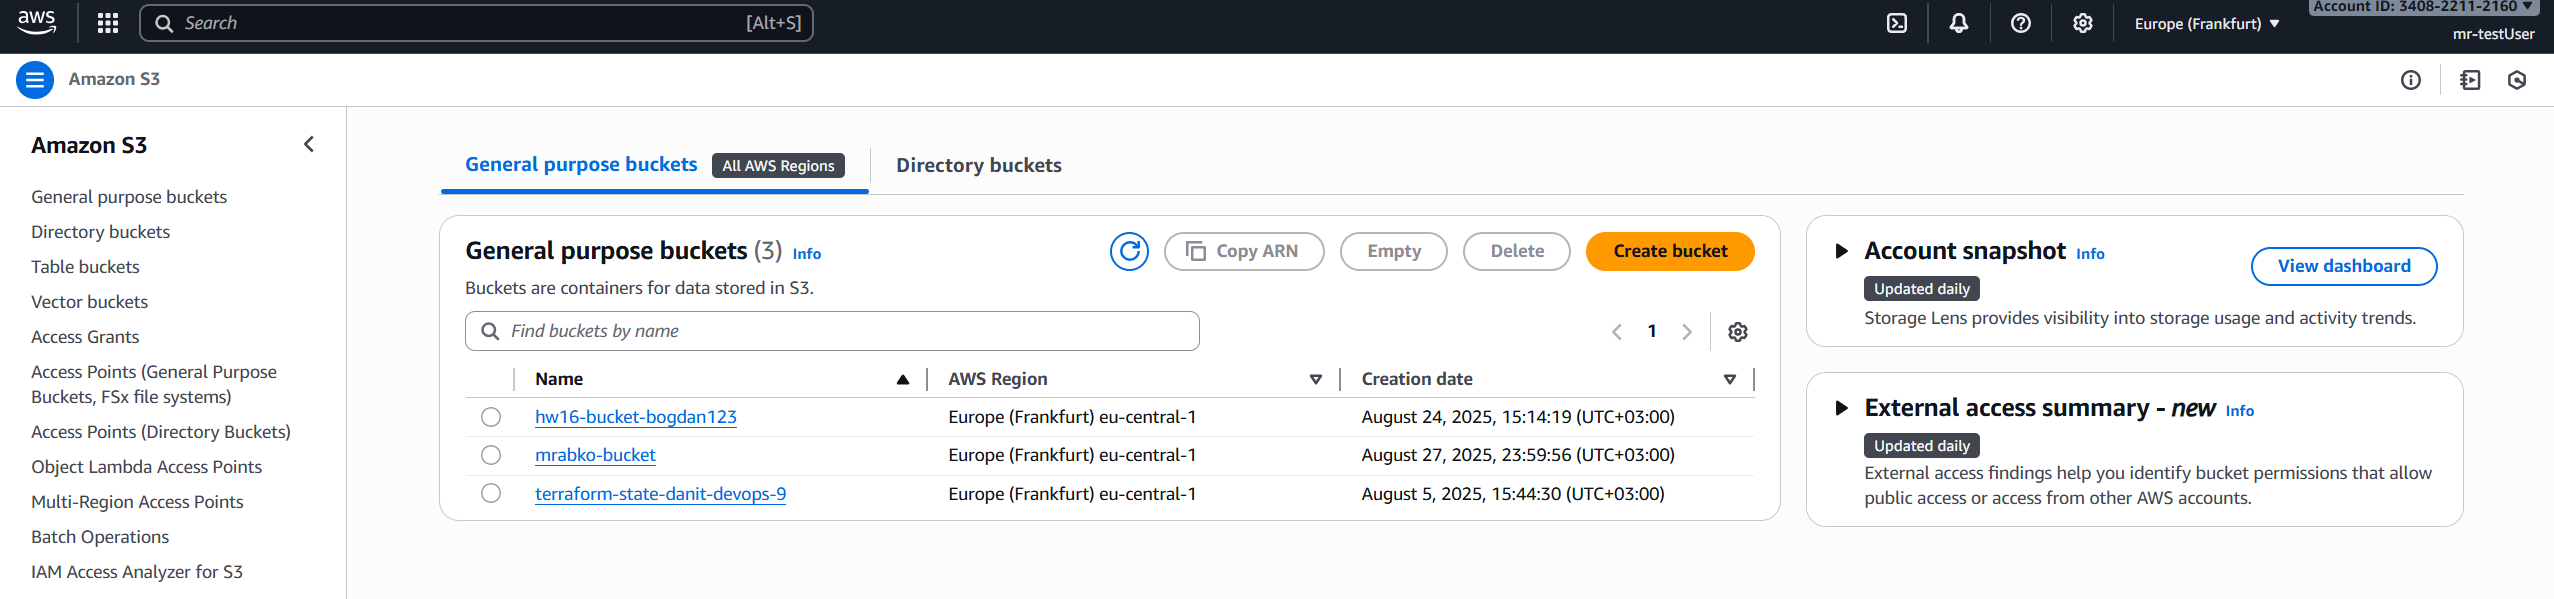 aws
Search [Alt+S]
Europe (Frankfurt)
Account ID: 3408-2211-2160
mr-testUser
Amazon S3
Amazon S3
General purpose buckets
Directory buckets
Table buckets
Vector buckets
Access Grants
Access Points (General Purpose
Buckets, FSx file systems)
Access Points (Directory Buckets)
Object Lambda Access Points
Multi-Region Access Points
Batch Operations
IAM Access Analyzer for S3
General purpose buckets All AWS Regions Directory buckets
General purpose buckets (3) Info
Copy ARN Empty Delete Create bucket
Buckets are containers for data stored in S3.
Find buckets by name
1
Name AWS Region Creation date
hw16-bucket-bogdan123 Europe (Frankfurt) eu-central-1 August 24, 2025, 15:14:19 (UTC+03:00)
mrabko-bucket Europe (Frankfurt) eu-central-1 August 27, 2025, 23:59:56 (UTC+03:00)
terraform-state-danit-devops-9 Europe (Frankfurt) eu-central-1 August 5, 2025, 15:44:30 (UTC+03:00)
Account snapshot Info
View dashboard
Updated daily
Storage Lens provides visibility into storage usage and activity trends.
External access summary - new Info
Updated daily
External access findings help you identify bucket permissions that allow
public access or access from other AWS accounts.